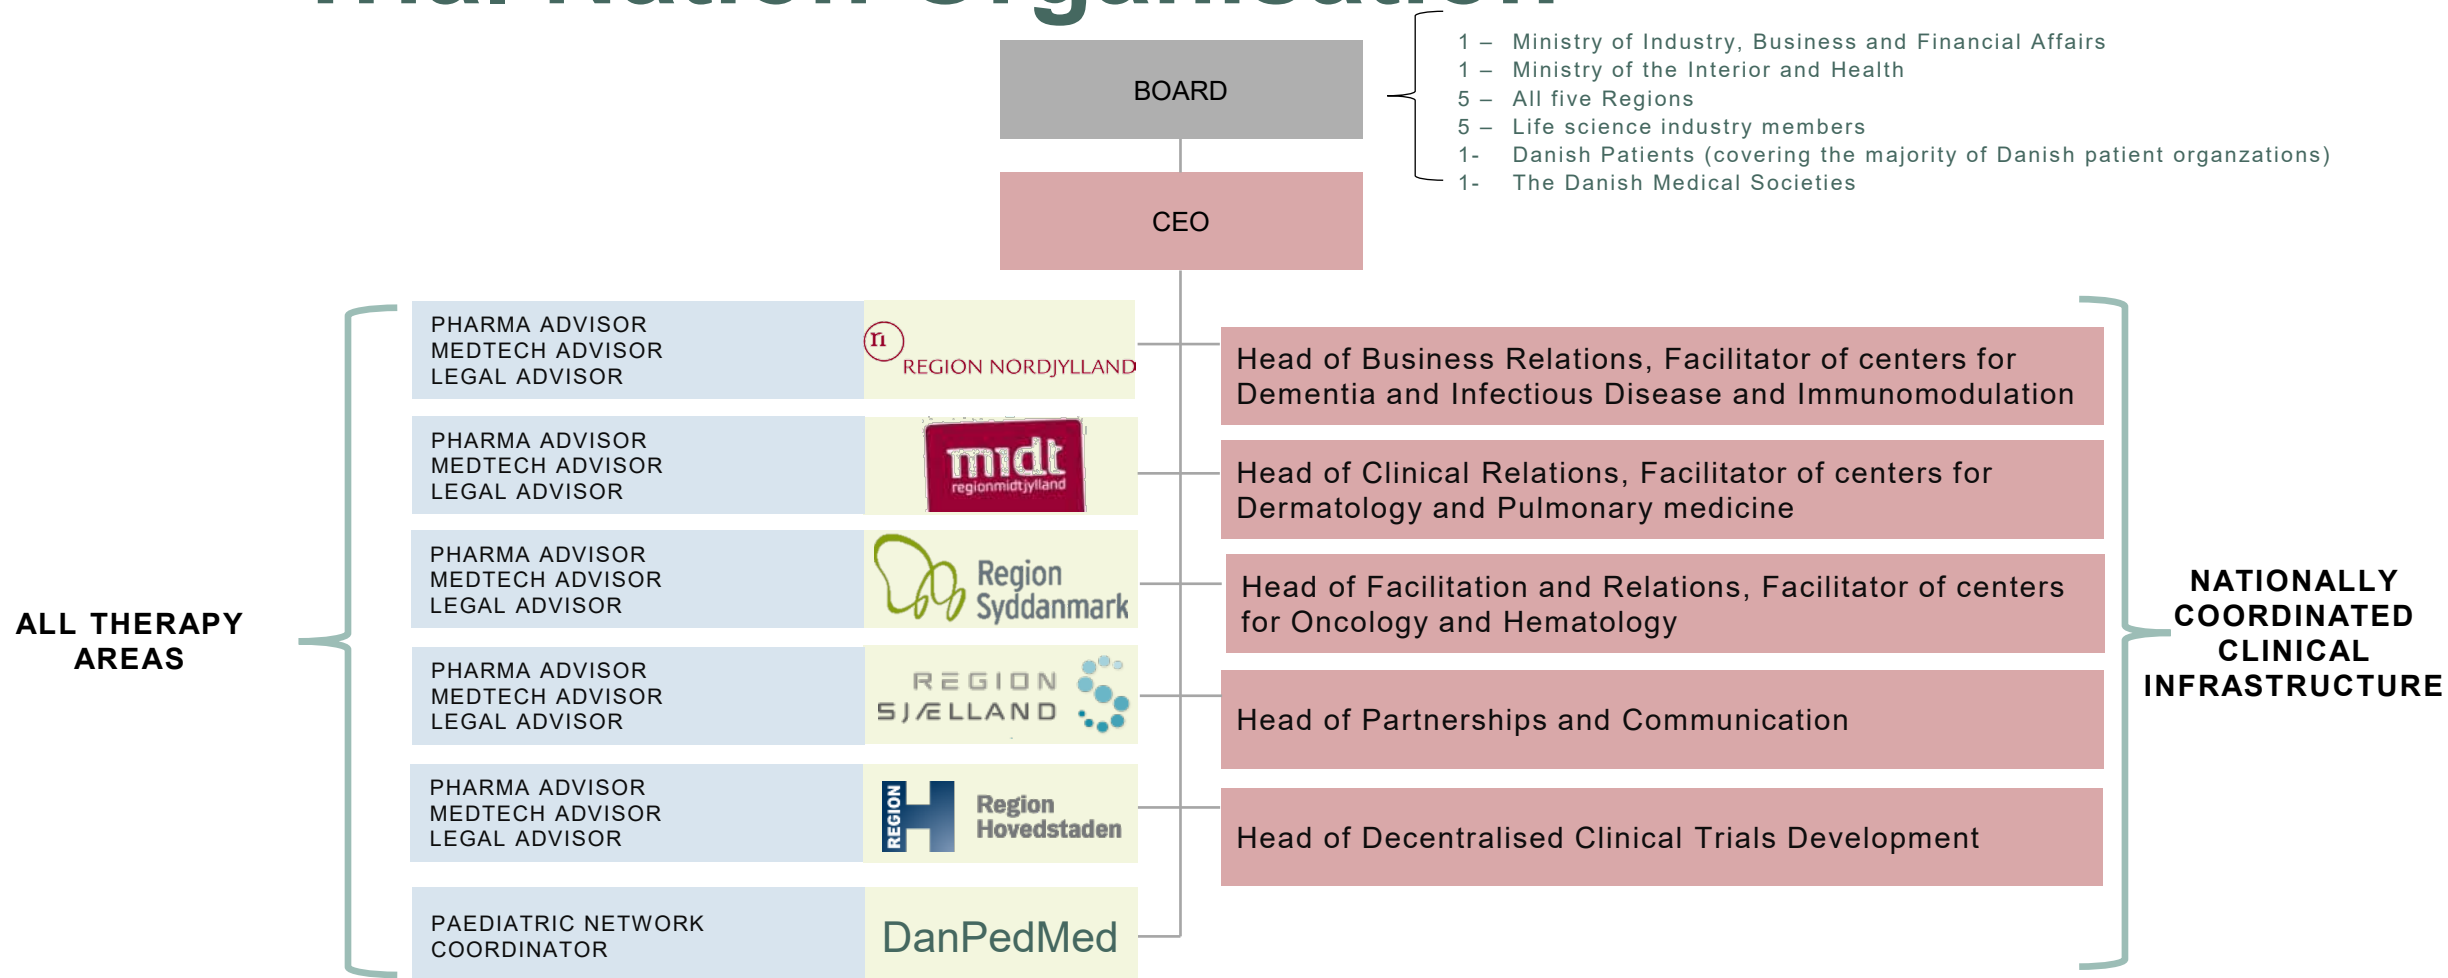 Trial Nation Organisation
BOARD
1 – Ministry of Industry, Business and Financial Affairs
1 – Ministry of the Interior and Health
5 – All five Regions
5 – Life science industry members
1- Danish Patients (covering the majority of Danish patient organzations)
1- The Danish Medical Societies
CEO
ALL THERAPY
AREAS
PHARMA ADVISOR
MEDTECH ADVISOR
LEGAL ADVISOR
REGION NORDJYLLAND
PHARMA ADVISOR
MEDTECH ADVISOR
LEGAL ADVISOR
midt
regionmidtjylland
PHARMA ADVISOR
MEDTECH ADVISOR
LEGAL ADVISOR
Region
Syddanmark
PHARMA ADVISOR
MEDTECH ADVISOR
LEGAL ADVISOR
REGION
SJÆLLAND
PHARMA ADVISOR
MEDTECH ADVISOR
LEGAL ADVISOR
REGION H
Region
Hovedstaden
PAEDIATRIC NETWORK
COORDINATOR
DanPedMed
Head of Business Relations, Facilitator of centers for
Dementia and Infectious Disease and Immunomodulation
Head of Clinical Relations, Facilitator of centers for
Dermatology and Pulmonary medicine
Head of Facilitation and Relations, Facilitator of centers
for Oncology and Hematology
Head of Partnerships and Communication
Head of Decentralised Clinical Trials Development
NATIONALLY
COORDINATED
CLINICAL
INFRASTRUCTURE